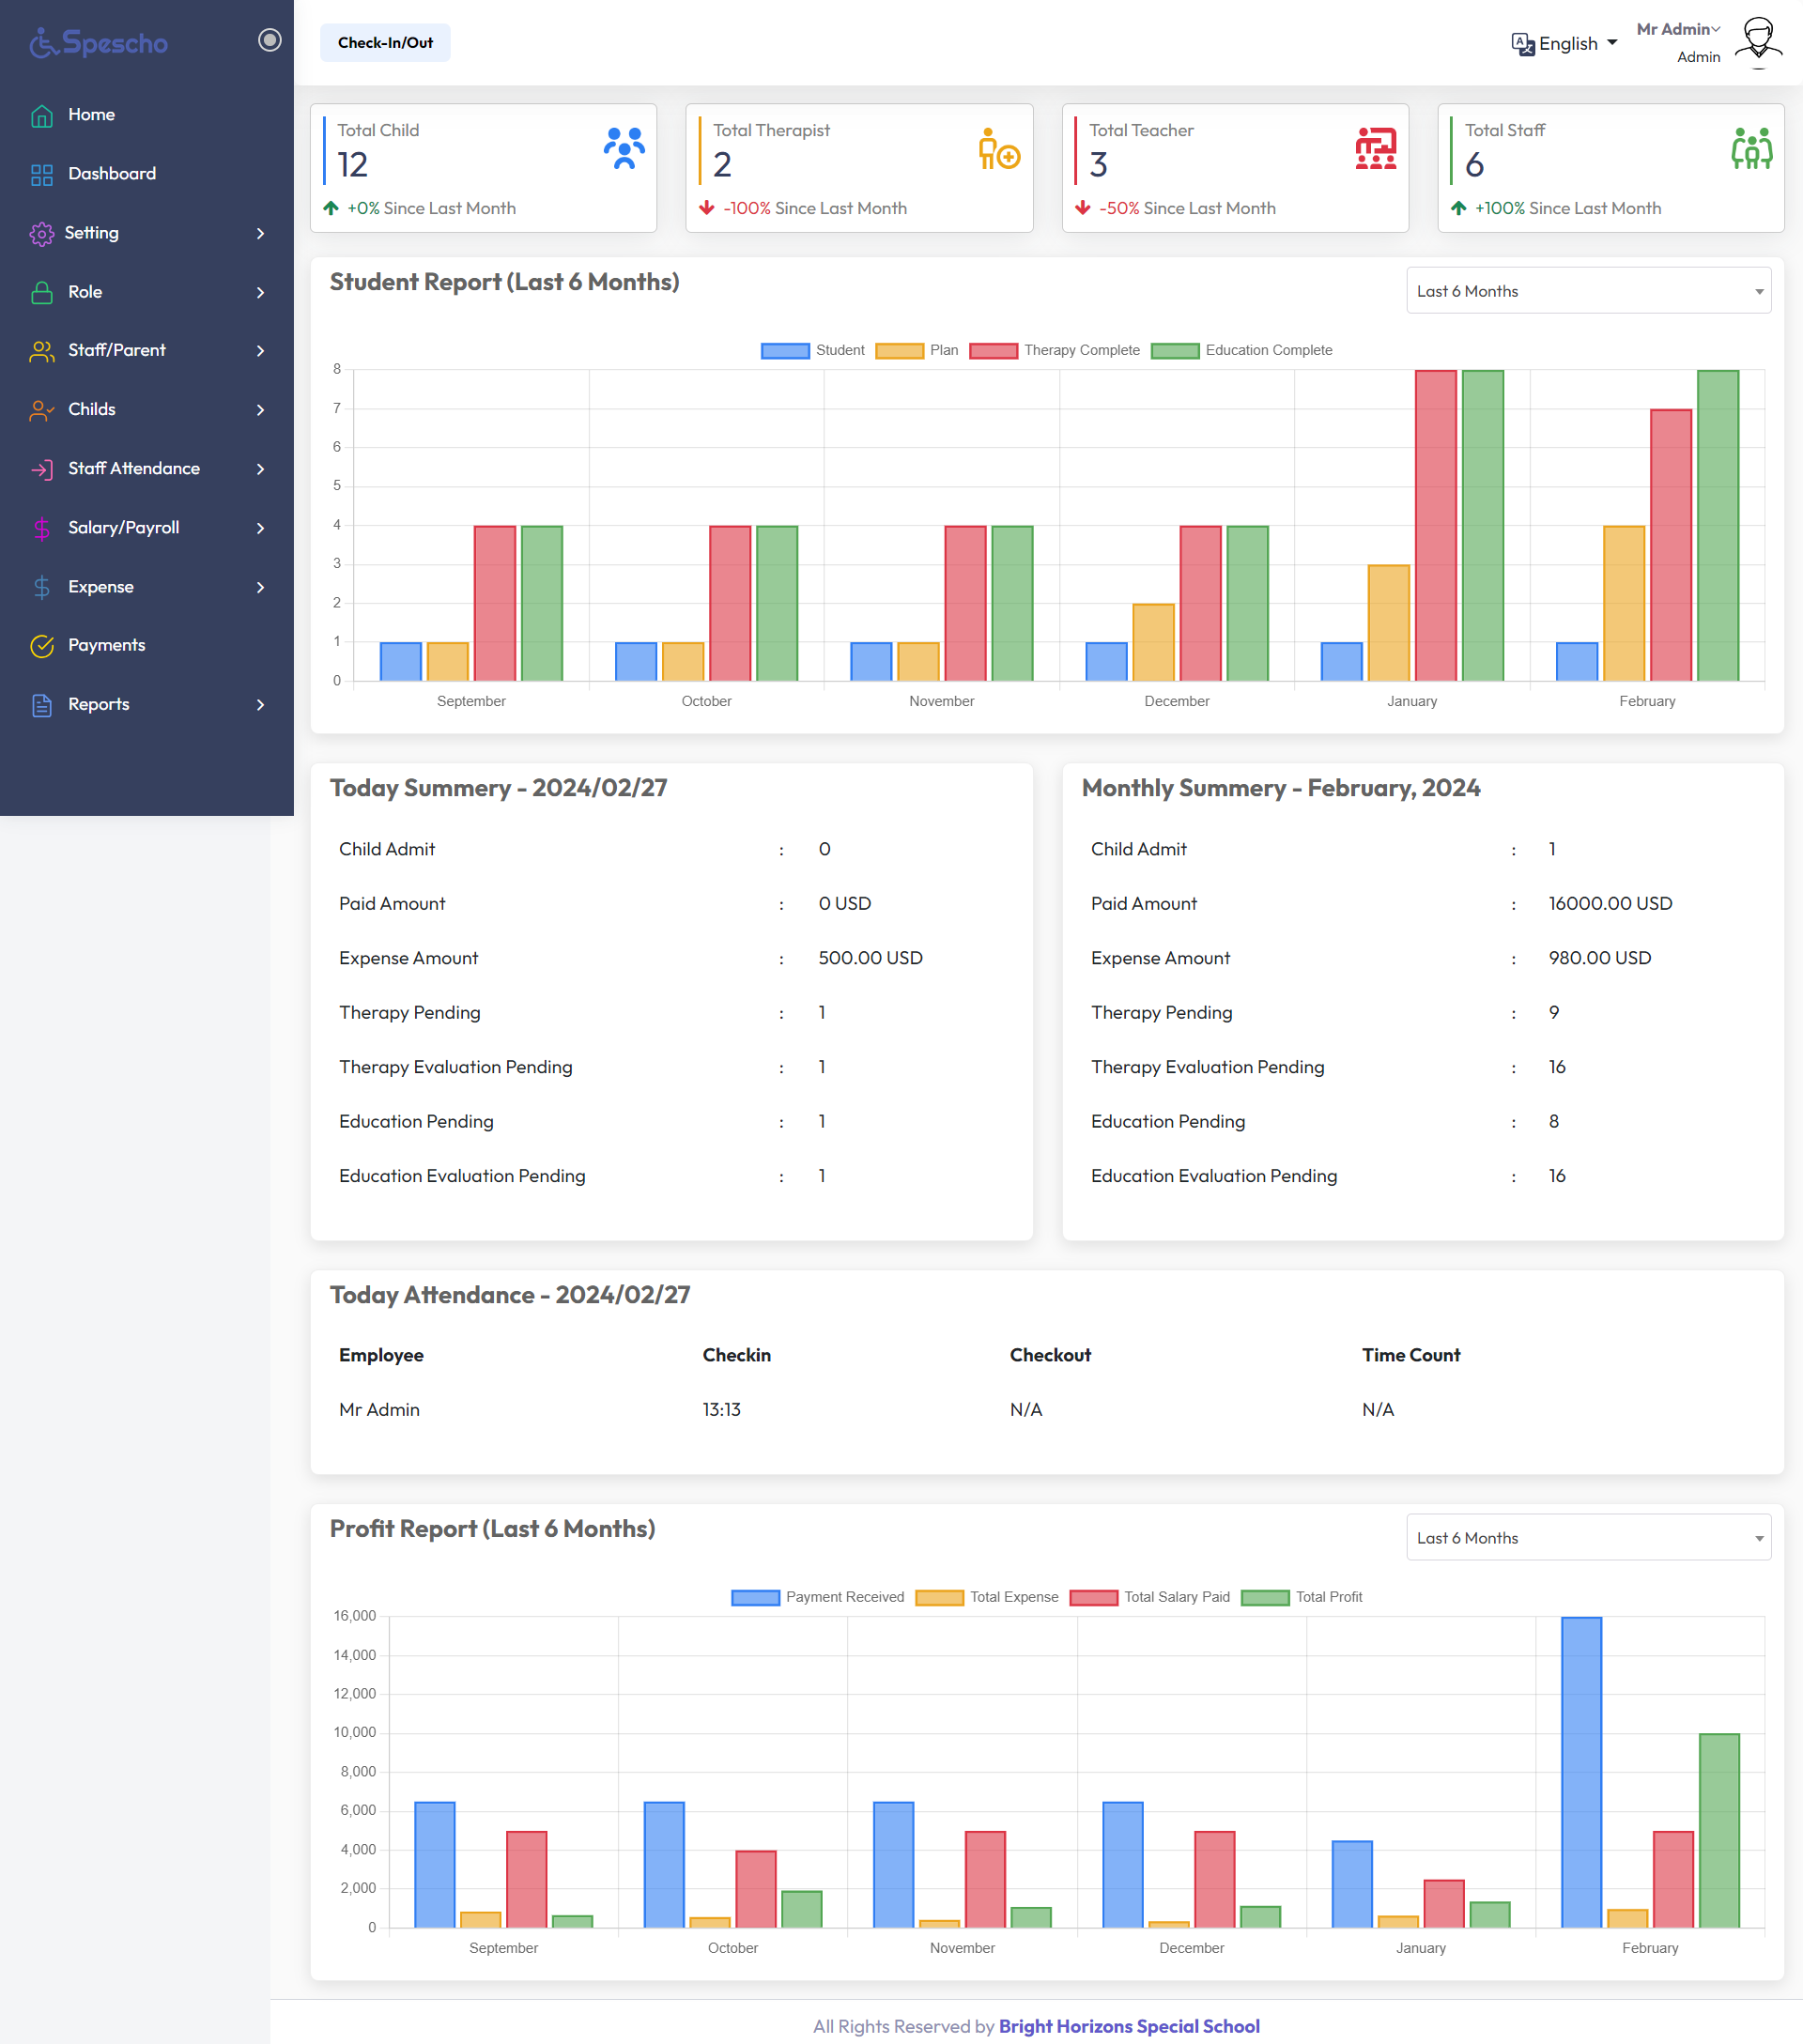 Spescho
Check-In/Out
English
Mr Admin
Admin
Home
Dashboard
Setting
Role
Staff/Parent
Childs
Staff Attendance
Salary/Payroll
Expense
Payments
Reports
Total Child
12
+0% Since Last Month
Total Therapist
2
-100% Since Last Month
Total Teacher
3
-50% Since Last Month
Total Staff
6
+100% Since Last Month
Student Report (Last 6 Months)
Last 6 Months
Student Plan Therapy Complete Education Complete
8
7
6
5
4
3
2
1
0
September October November December January February
Today Summery - 2024/02/27
Child Admit : 0
Paid Amount : 0 USD
Expense Amount : 500.00 USD
Therapy Pending : 1
Therapy Evaluation Pending : 1
Education Pending : 1
Education Evaluation Pending : 1
Monthly Summery - February, 2024
Child Admit : 1
Paid Amount : 16000.00 USD
Expense Amount : 980.00 USD
Therapy Pending : 9
Therapy Evaluation Pending : 16
Education Pending : 8
Education Evaluation Pending : 16
Today Attendance - 2024/02/27
Employee Checkin Checkout Time Count
Mr Admin 13:13 N/A N/A
Profit Report (Last 6 Months)
Last 6 Months
Payment Received Total Expense Total Salary Paid Total Profit
16,000
14,000
12,000
10,000
8,000
6,000
4,000
2,000
0
September October November December January February
All Rights Reserved by Bright Horizons Special School